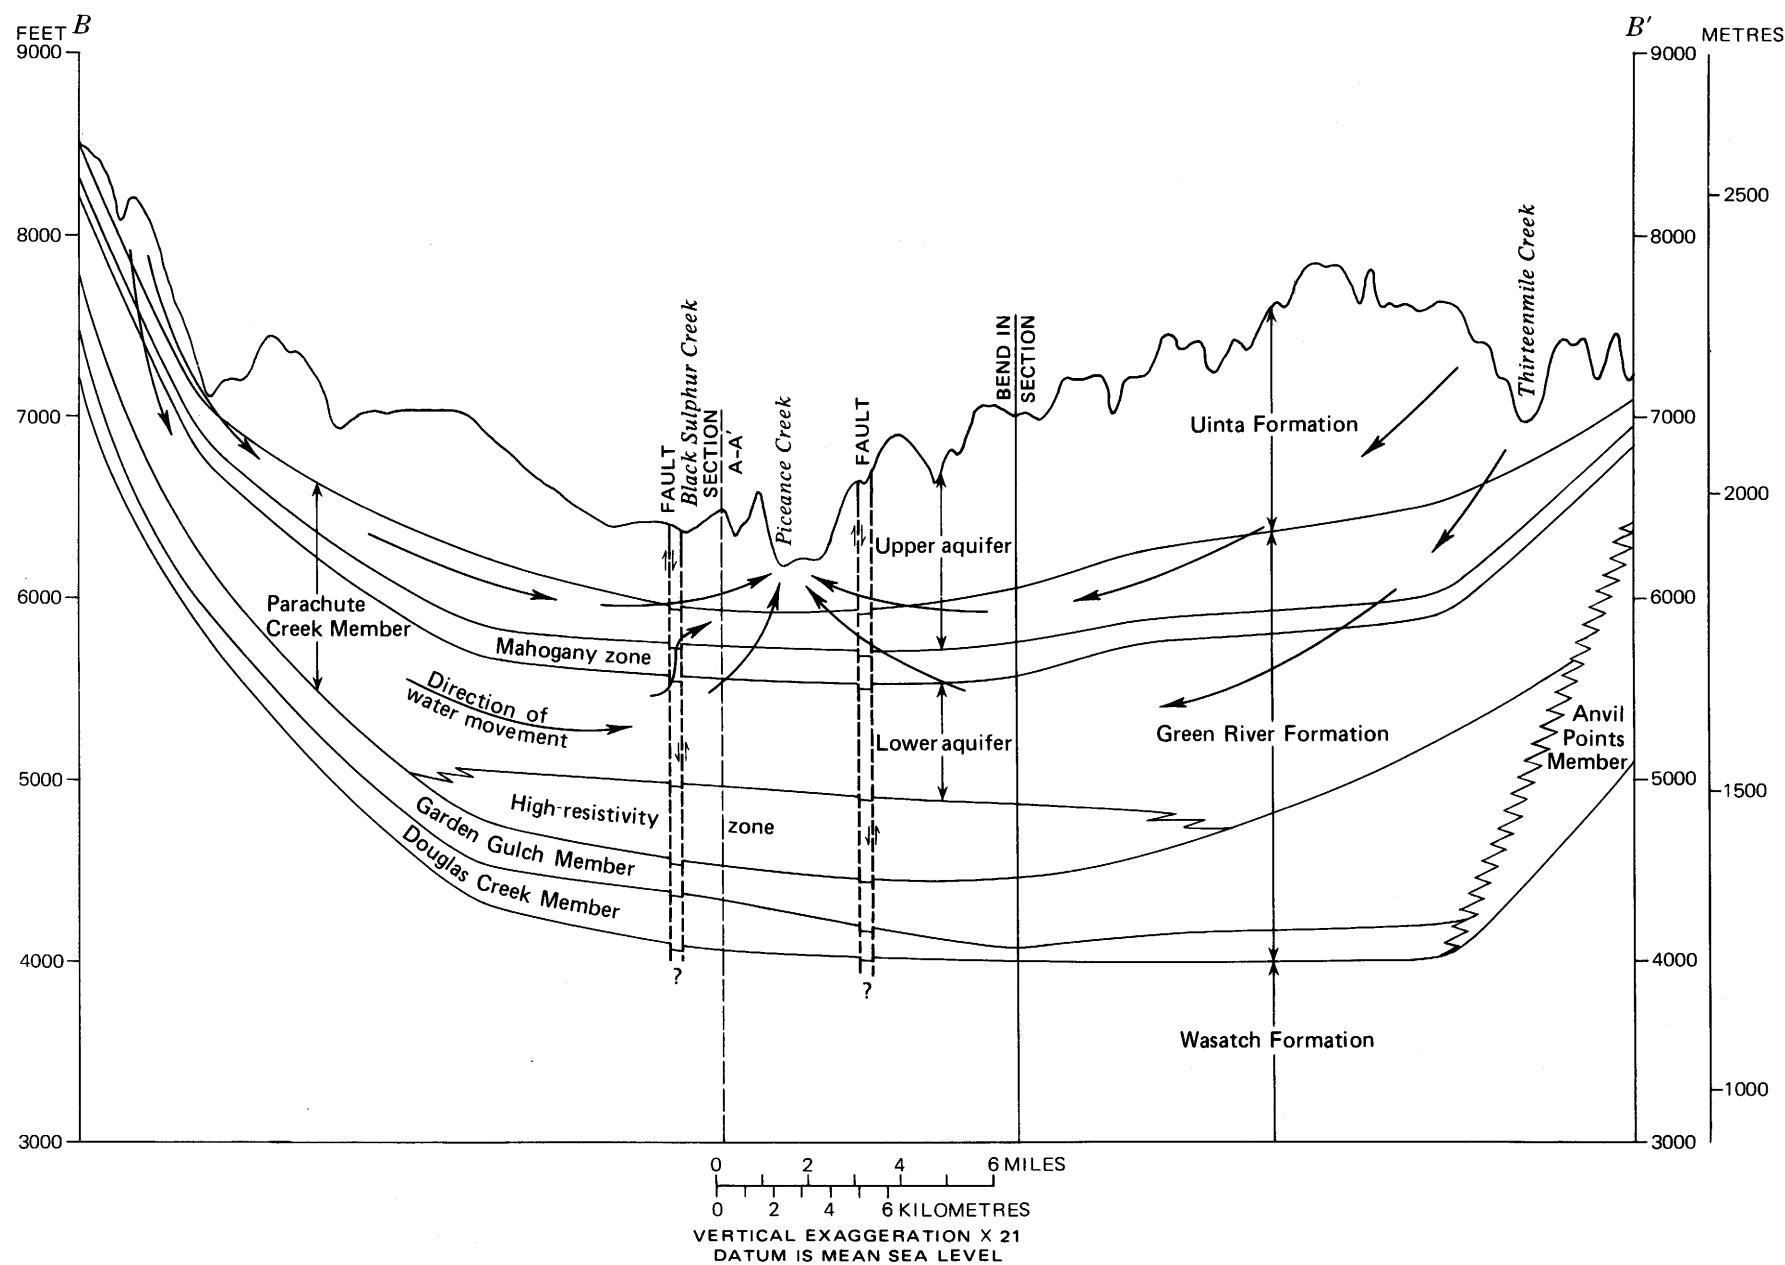 FEET B
B′ METRES
9000
8000
7000
6000
5000
4000
3000
9000
8000
7000
6000
5000
4000
3000
2500
2000
1500
1000
FAULT
Black Sulphur Creek
SECTION
A–A′
Piceance Creek
FAULT
BEND IN
SECTION
Thirteenmile Creek
Uinta Formation
Upper aquifer
Parachute
Creek Member
Mahogany zone
Direction of
water movement
Lower aquifer
Green River Formation
Anvil
Points
Member
High-resistivity zone
Garden Gulch Member
Douglas Creek Member
?
?
Wasatch Formation
0 2 4 6 MILES
0 2 4 6 KILOMETRES
VERTICAL EXAGGERATION X 21
DATUM IS MEAN SEA LEVEL